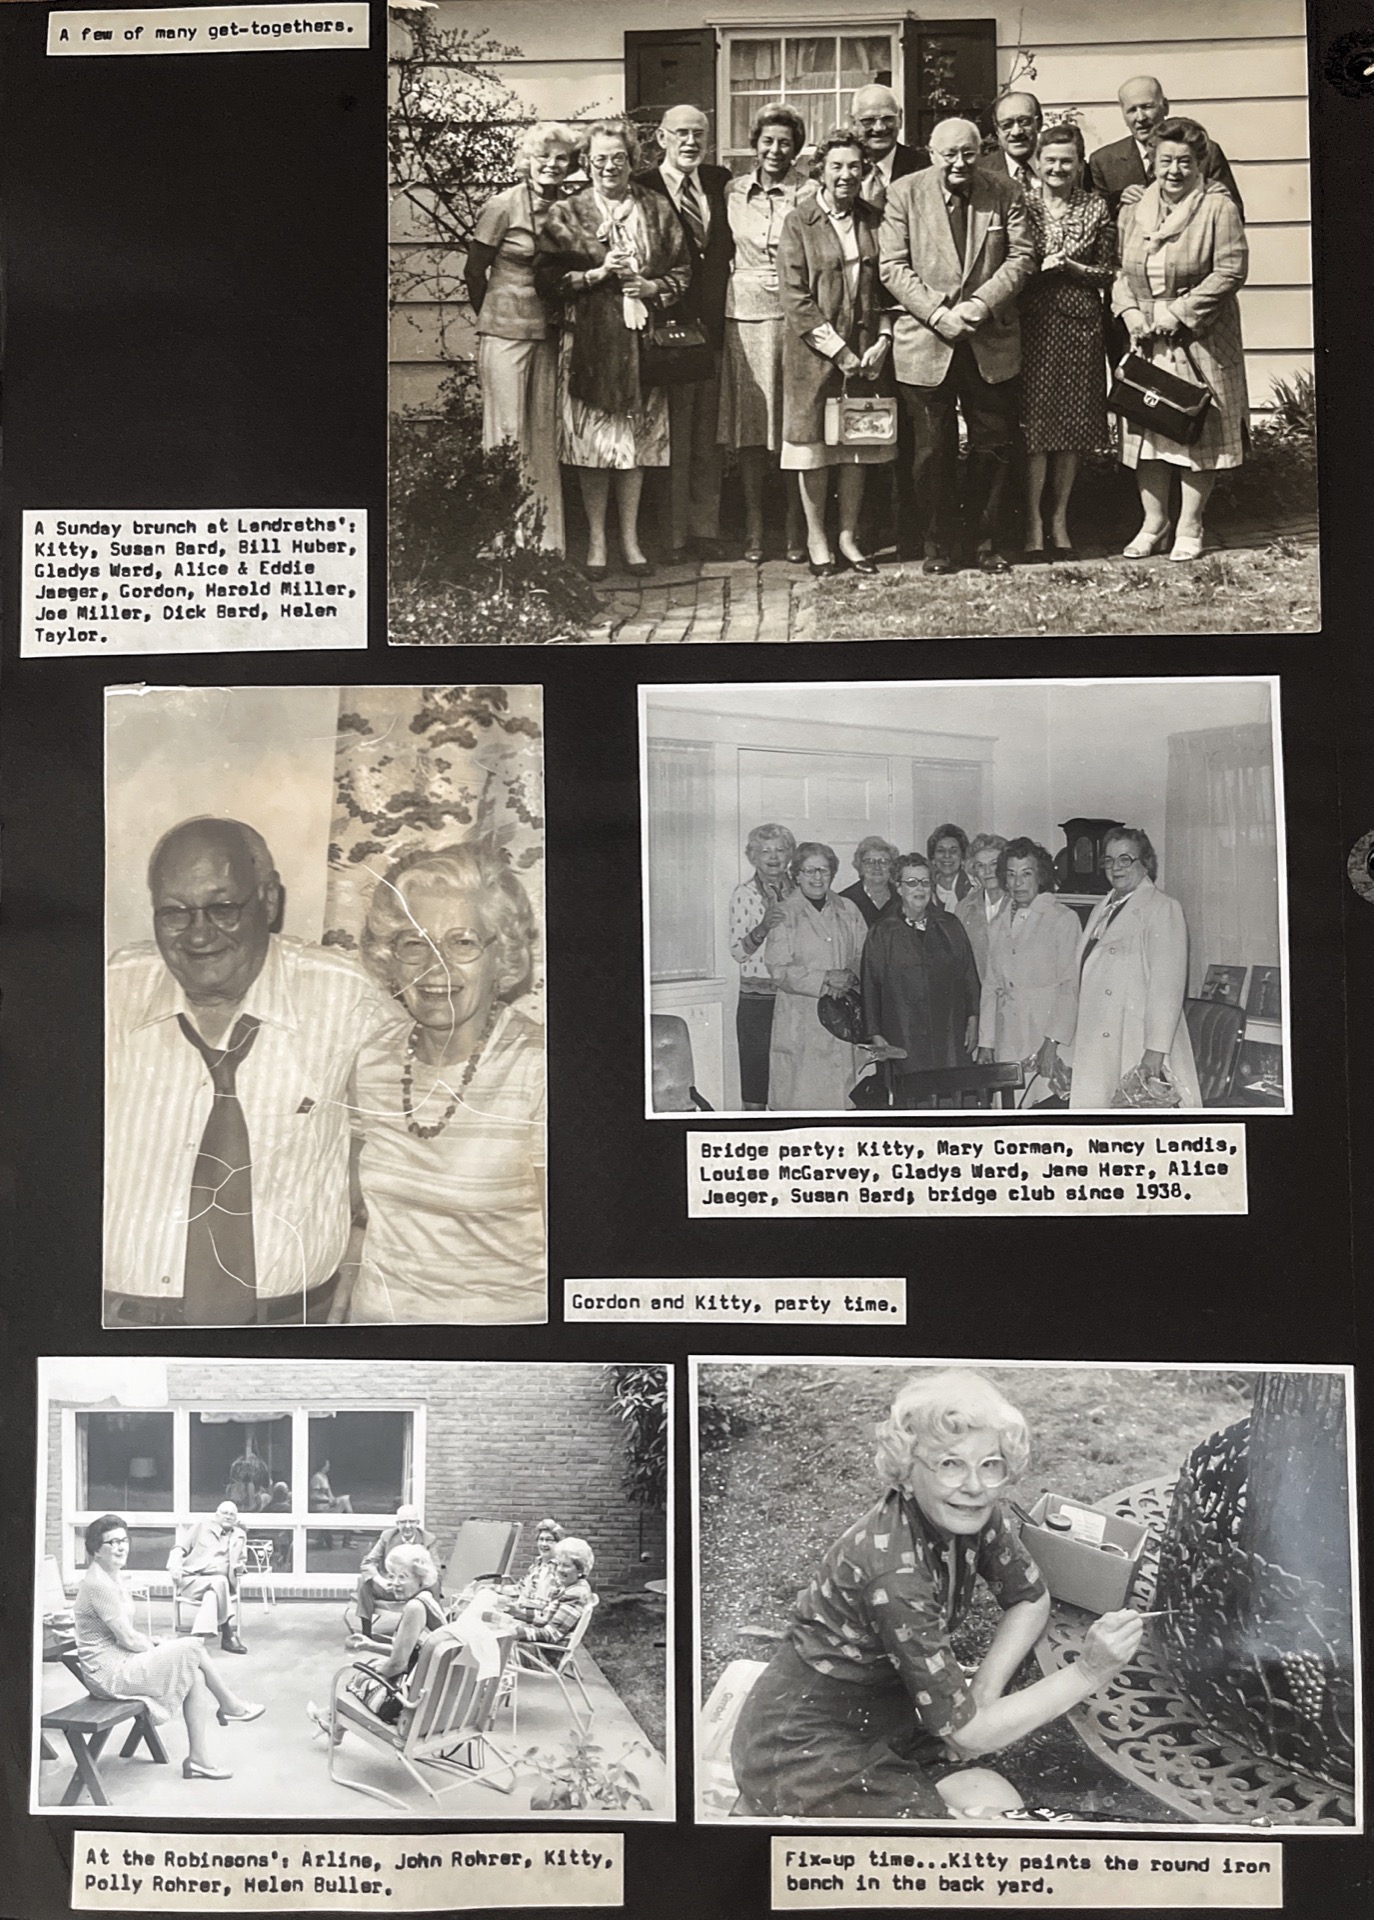 A few of many get-togethers.
A Sunday brunch at Landreths':
Kitty, Susan Bard, Bill Huber,
Gladys Ward, Alice & Eddie
Jaeger, Gordon, Harold Miller,
Joe Miller, Dick Bard, Helen
Taylor.
Bridge party: Kitty, Mary Gorman, Nancy Landis,
Louise McGarvey, Gladys Ward, Jane Herr, Alice
Jaeger, Susan Bard; bridge club since 1938.
Gordon and Kitty, party time.
At the Robinsons': Arline, John Rohrer, Kitty,
Polly Rohrer, Helen Buller.
Fix-up time...Kitty paints the round iron
bench in the back yard.